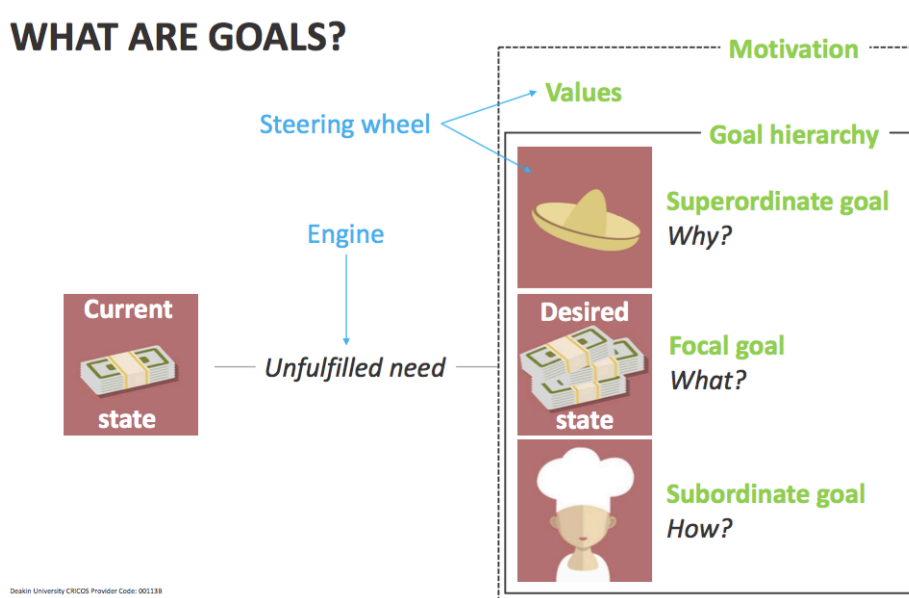 WHAT ARE GOALS?
Motivation
Values
Steering wheel
Goal hierarchy
Superordinate goal
Why?
Engine
Current
state
Unfulfilled need
Desired
state
Focal goal
What?
Subordinate goal
How?
Deakin University CRICOS Provider Code: 00113B